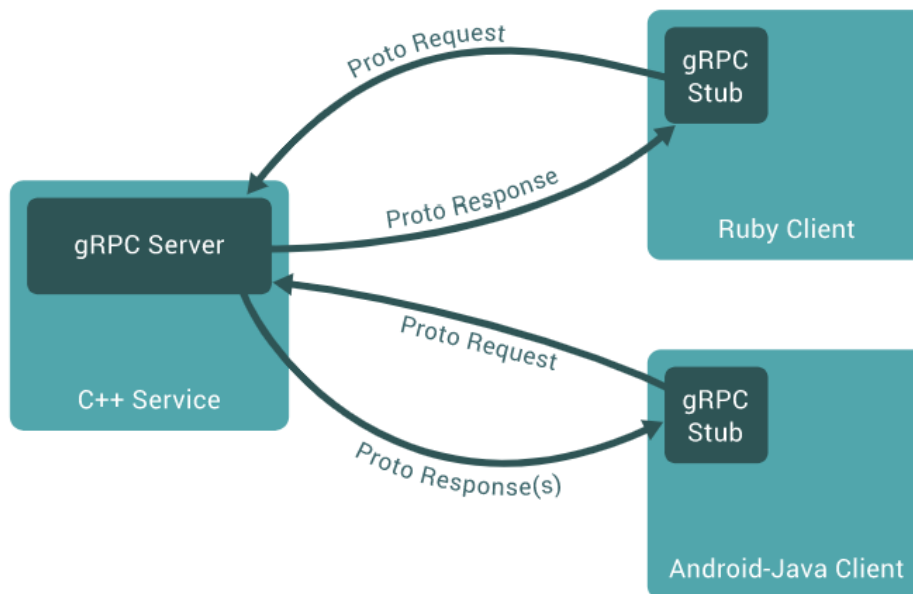 Proto Request
gRPC
Stub
Proto Response
Ruby Client
gRPC Server
C++ Service
Proto Request
gRPC
Stub
Proto Response(s)
Android-Java Client